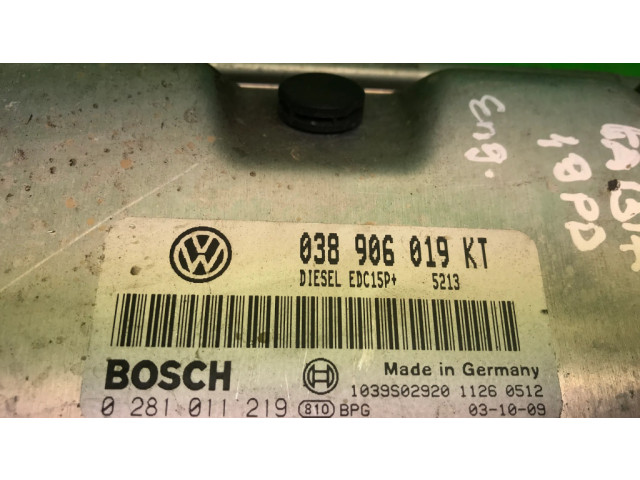 Eng.
1 9 PD
VW
038 906 019 KT
DIESEL EDC15P+ 5213
BOSCH
Made in Germany
1039S02920 1126 0512
0 281 011 219 810 BPG 03-10-09